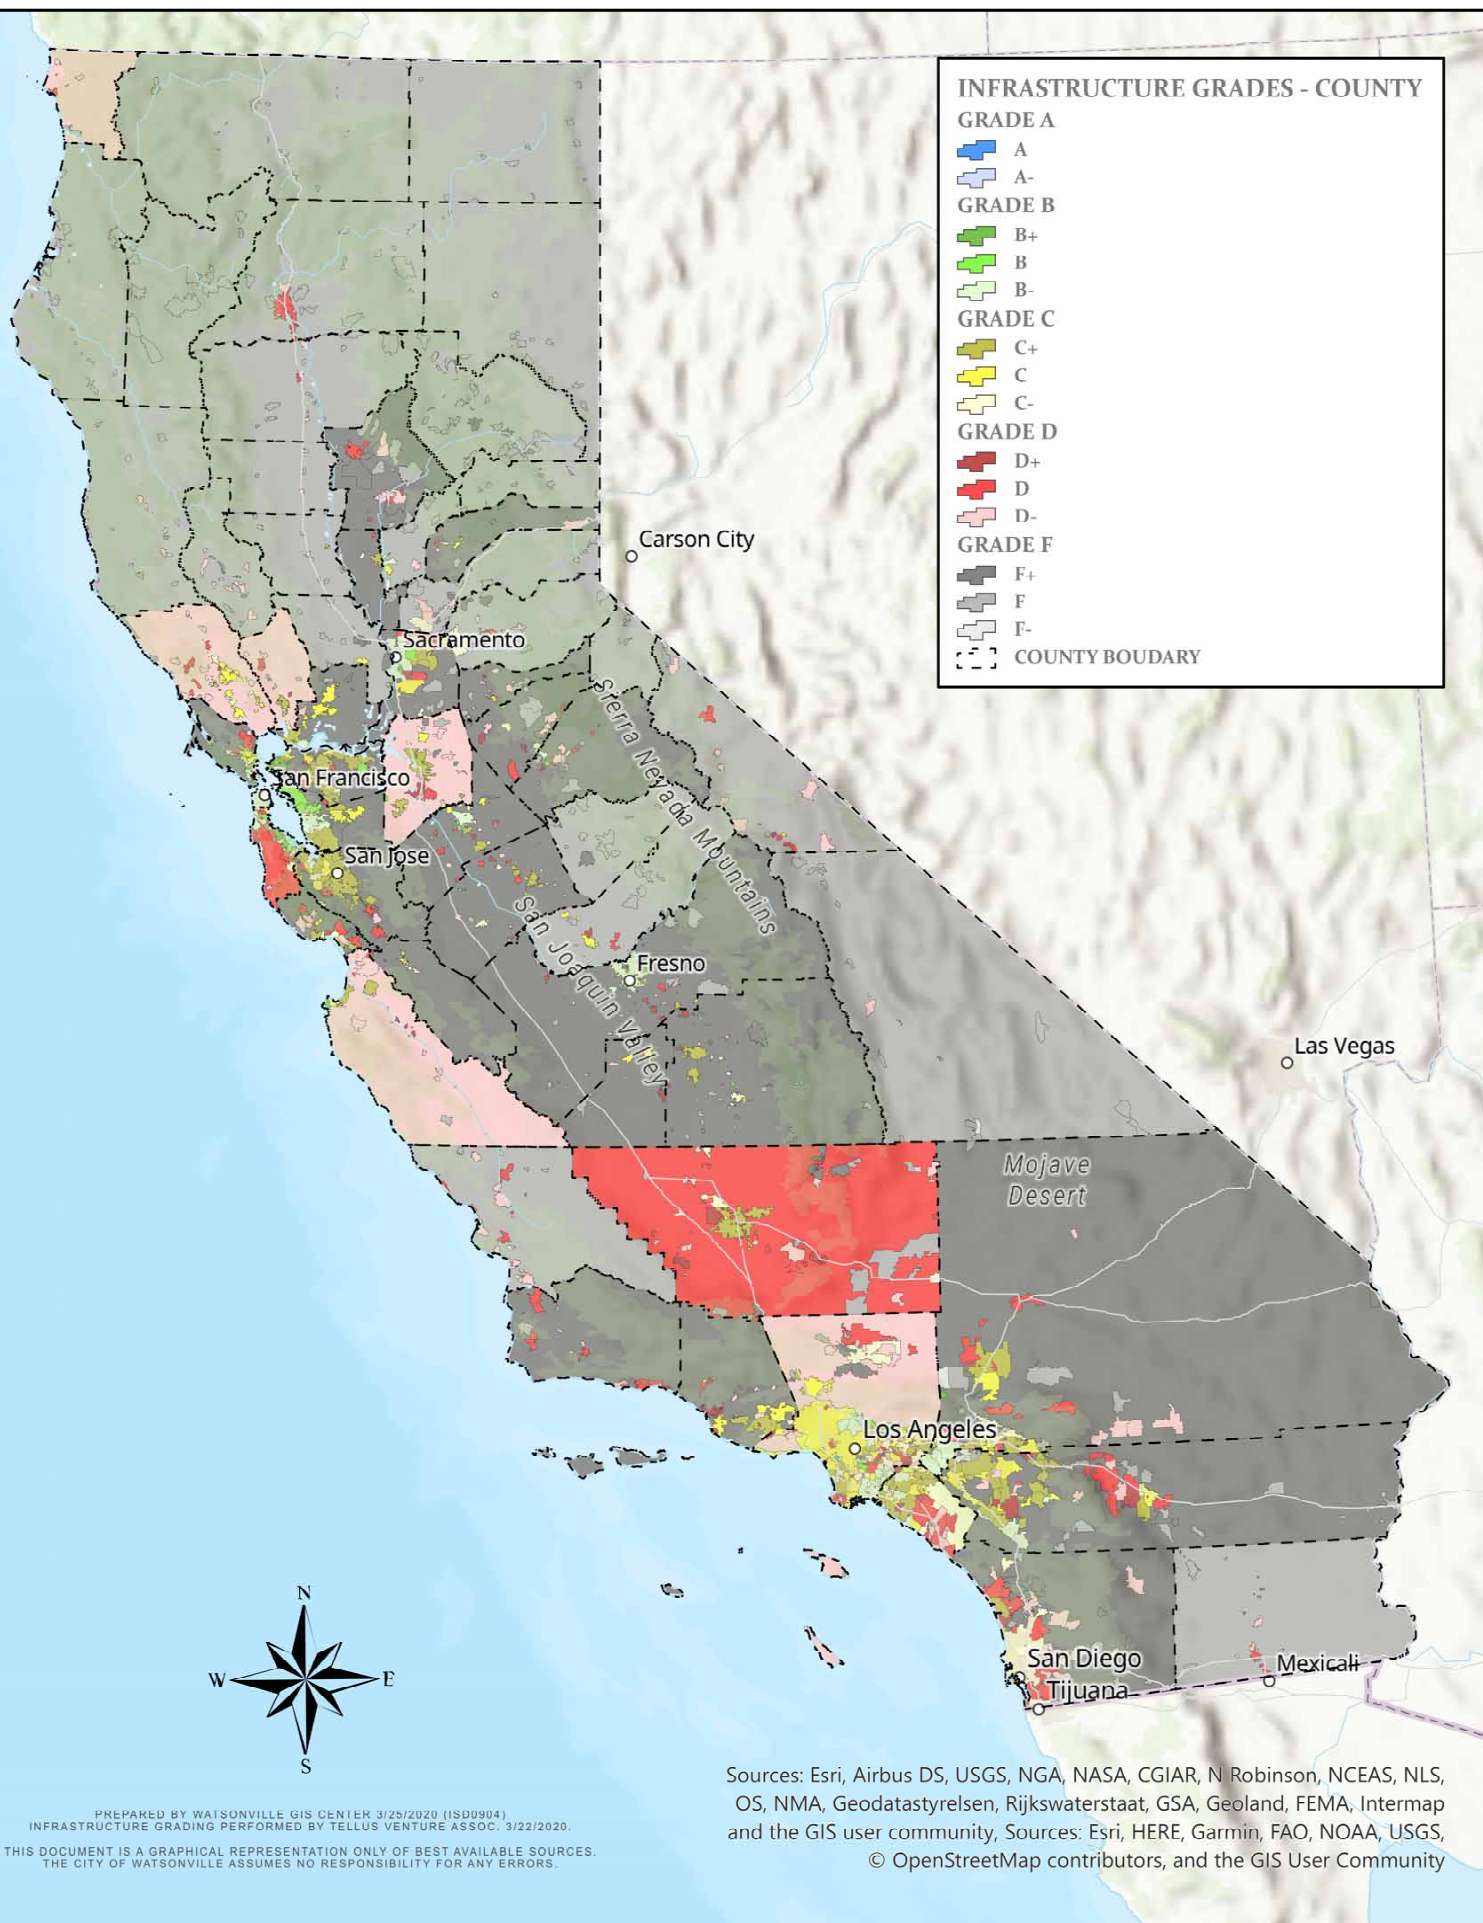 INFRASTRUCTURE GRADES - COUNTY
GRADE A
A
A-
GRADE B
B+
B
B-
GRADE C
C+
C
C-
GRADE D
D+
D
D-
GRADE F
F+
F
F-
COUNTY BOUDARY
Carson City
Sacramento
Sierra Nevada Mountains
San Francisco
San Jose
San Joaquin Valley
Fresno
Las Vegas
Mojave
Desert
Los Angeles
San Diego
Tijuana
Mexicali
N
W
E
S
Sources: Esri, Airbus DS, USGS, NGA, NASA, CGIAR, N Robinson, NCEAS, NLS,
OS, NMA, Geodatastyrelsen, Rijkswaterstaat, GSA, Geoland, FEMA, Intermap
and the GIS user community, Sources: Esri, HERE, Garmin, FAO, NOAA, USGS,
© OpenStreetMap contributors, and the GIS User Community
PREPARED BY WATSONVILLE GIS CENTER 3/25/2020 (ISD0904)
INFRASTRUCTURE GRADING PERFORMED BY TELLUS VENTURE ASSOC. 3/22/2020.
THIS DOCUMENT IS A GRAPHICAL REPRESENTATION ONLY OF BEST AVAILABLE SOURCES.
THE CITY OF WATSONVILLE ASSUMES NO RESPONSIBILITY FOR ANY ERRORS.